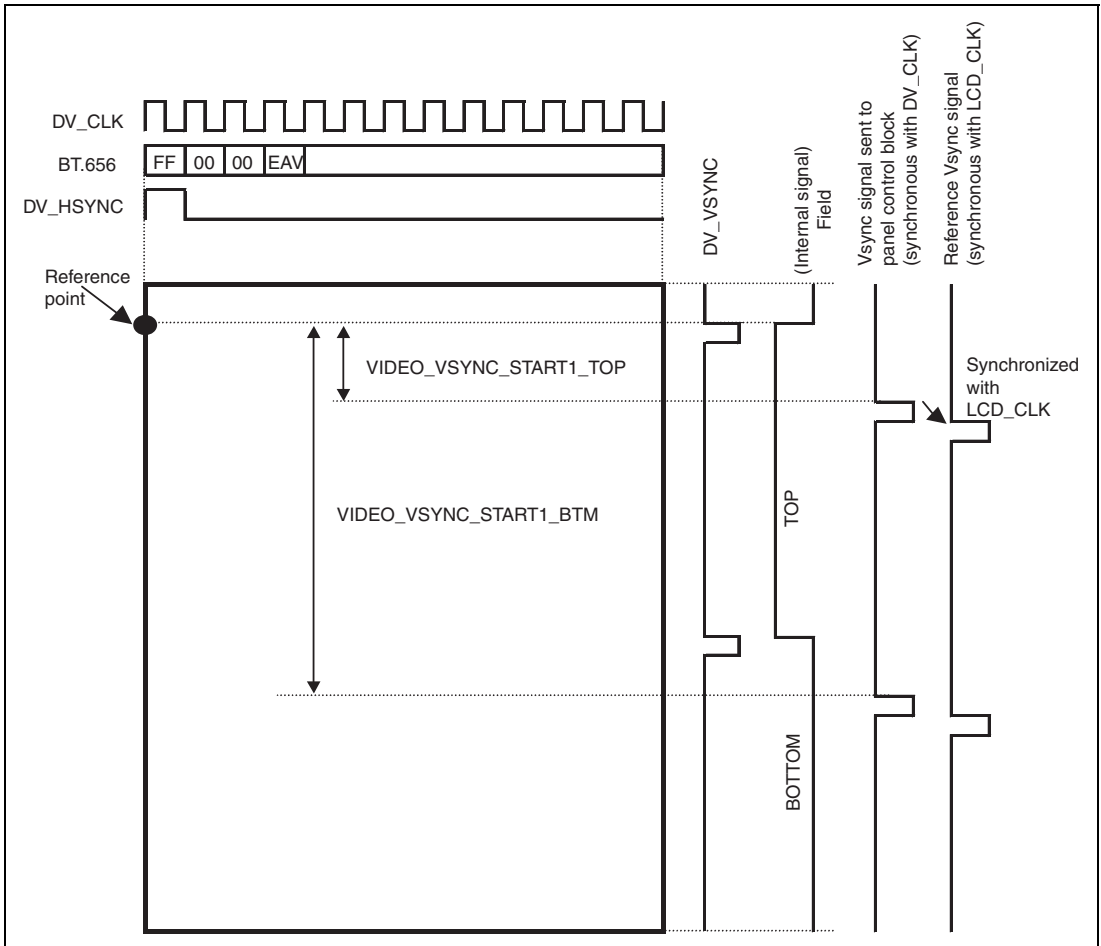 DV_CLK
BT.656
FF 00 00 EAV
DV_HSYNC
DV_VSYNC
(Internal signal)
Field
Vsync signal sent to
panel control block
(synchronous with DV_CLK)
Reference Vsync signal
(synchronous with LCD_CLK)
Reference
point
VIDEO_VSYNC_START1_TOP
Synchronized
with
LCD_CLK
VIDEO_VSYNC_START1_BTM
TOP
BOTTOM